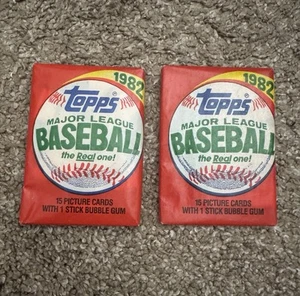 1982
Topps
MAJOR LEAGUE
BASEBALL
the Real one!
15 PICTURE CARDS
WITH 1 STICK BUBBLE GUM
1982
Topps
MAJOR LEAGUE
BASEBALL
the Real one!
15 PICTURE CARDS
WITH 1 STICK BUBBLE GUM